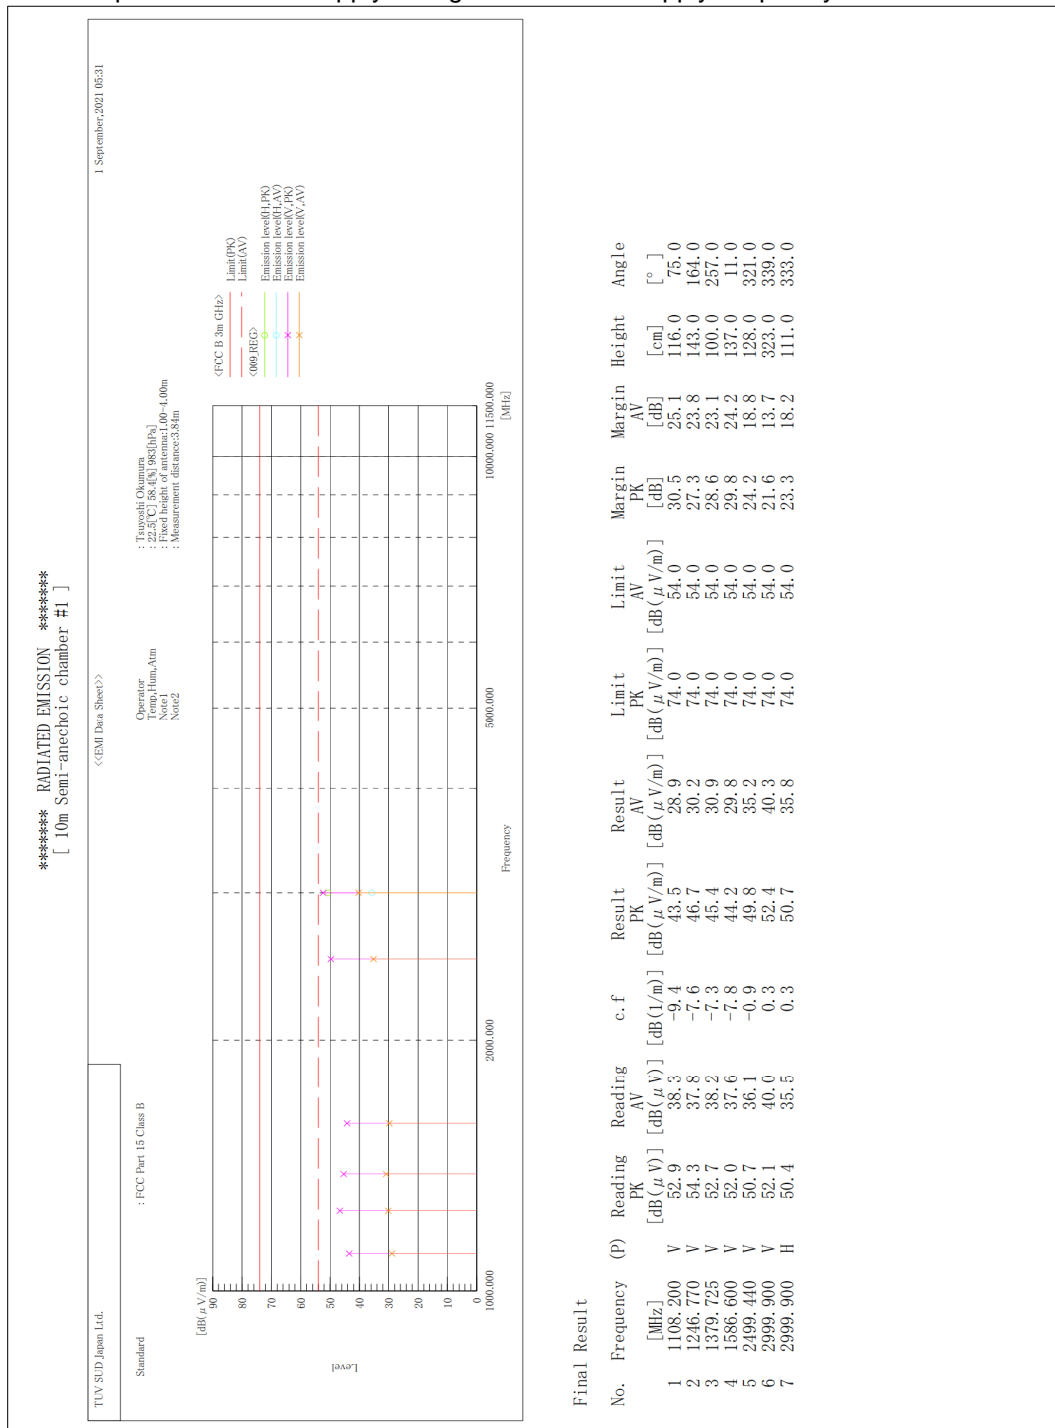 ****** RADIATED EMISSION ******
[ 10m Semi-anechoic chamber #1 ]
TUV SUD Japan Ltd.
<<EMI Data Sheet>>
1 September,2021 05:31
Standard : FCC Part 15 Class B
Operator : Tsuyoshi Okumura
Temp,Hum,Atm : 22.5[℃] 58.4[%] 983[hPa]
Note1 : Fixed height of antenna:1.00-4.00m
Note2 : Measurement distance:3.84m
<FCC B 3m GHz>
Limit(PK)
Limit(AV)
<009_REG>
Emission level(H,PK)
Emission level(H,AV)
Emission level(V,PK)
Emission level(V,AV)
[dB(μV/m)]
90
80
70
60
50
40
30
20
10
0
Level
1000.000 2000.000 5000.000 10000.000 11500.000
[MHz]
Frequency
Final Result
No. Frequency (P) Reading Reading c.f Result Result Limit Limit Margin Margin Height Angle
PK AV PK AV PK AV PK AV
[MHz] [dB(μV)] [dB(μV)] [dB(1/m)] [dB(μV/m)] [dB(μV/m)] [dB(μV/m)] [dB(μV/m)] [dB] [dB] [cm] [°]
1 1108.200 V 52.9 38.3 -9.4 43.5 28.9 74.0 54.0 30.5 25.1 116.0 75.0
2 1246.770 V 54.3 37.8 -7.6 46.7 30.2 74.0 54.0 27.3 23.8 143.0 164.0
3 1379.725 V 52.7 38.2 -7.3 45.4 30.9 74.0 54.0 28.6 23.1 100.0 257.0
4 1586.600 V 52.0 37.6 -7.8 44.2 29.8 74.0 54.0 29.8 24.2 137.0 11.0
5 2499.440 V 50.7 36.1 -0.9 49.8 35.2 74.0 54.0 24.2 18.8 128.0 321.0
6 2999.900 V 52.1 40.0 0.3 52.4 40.3 74.0 54.0 21.6 13.7 323.0 339.0
7 2999.900 H 50.4 35.5 0.3 50.7 35.8 74.0 54.0 23.3 18.2 111.0 333.0